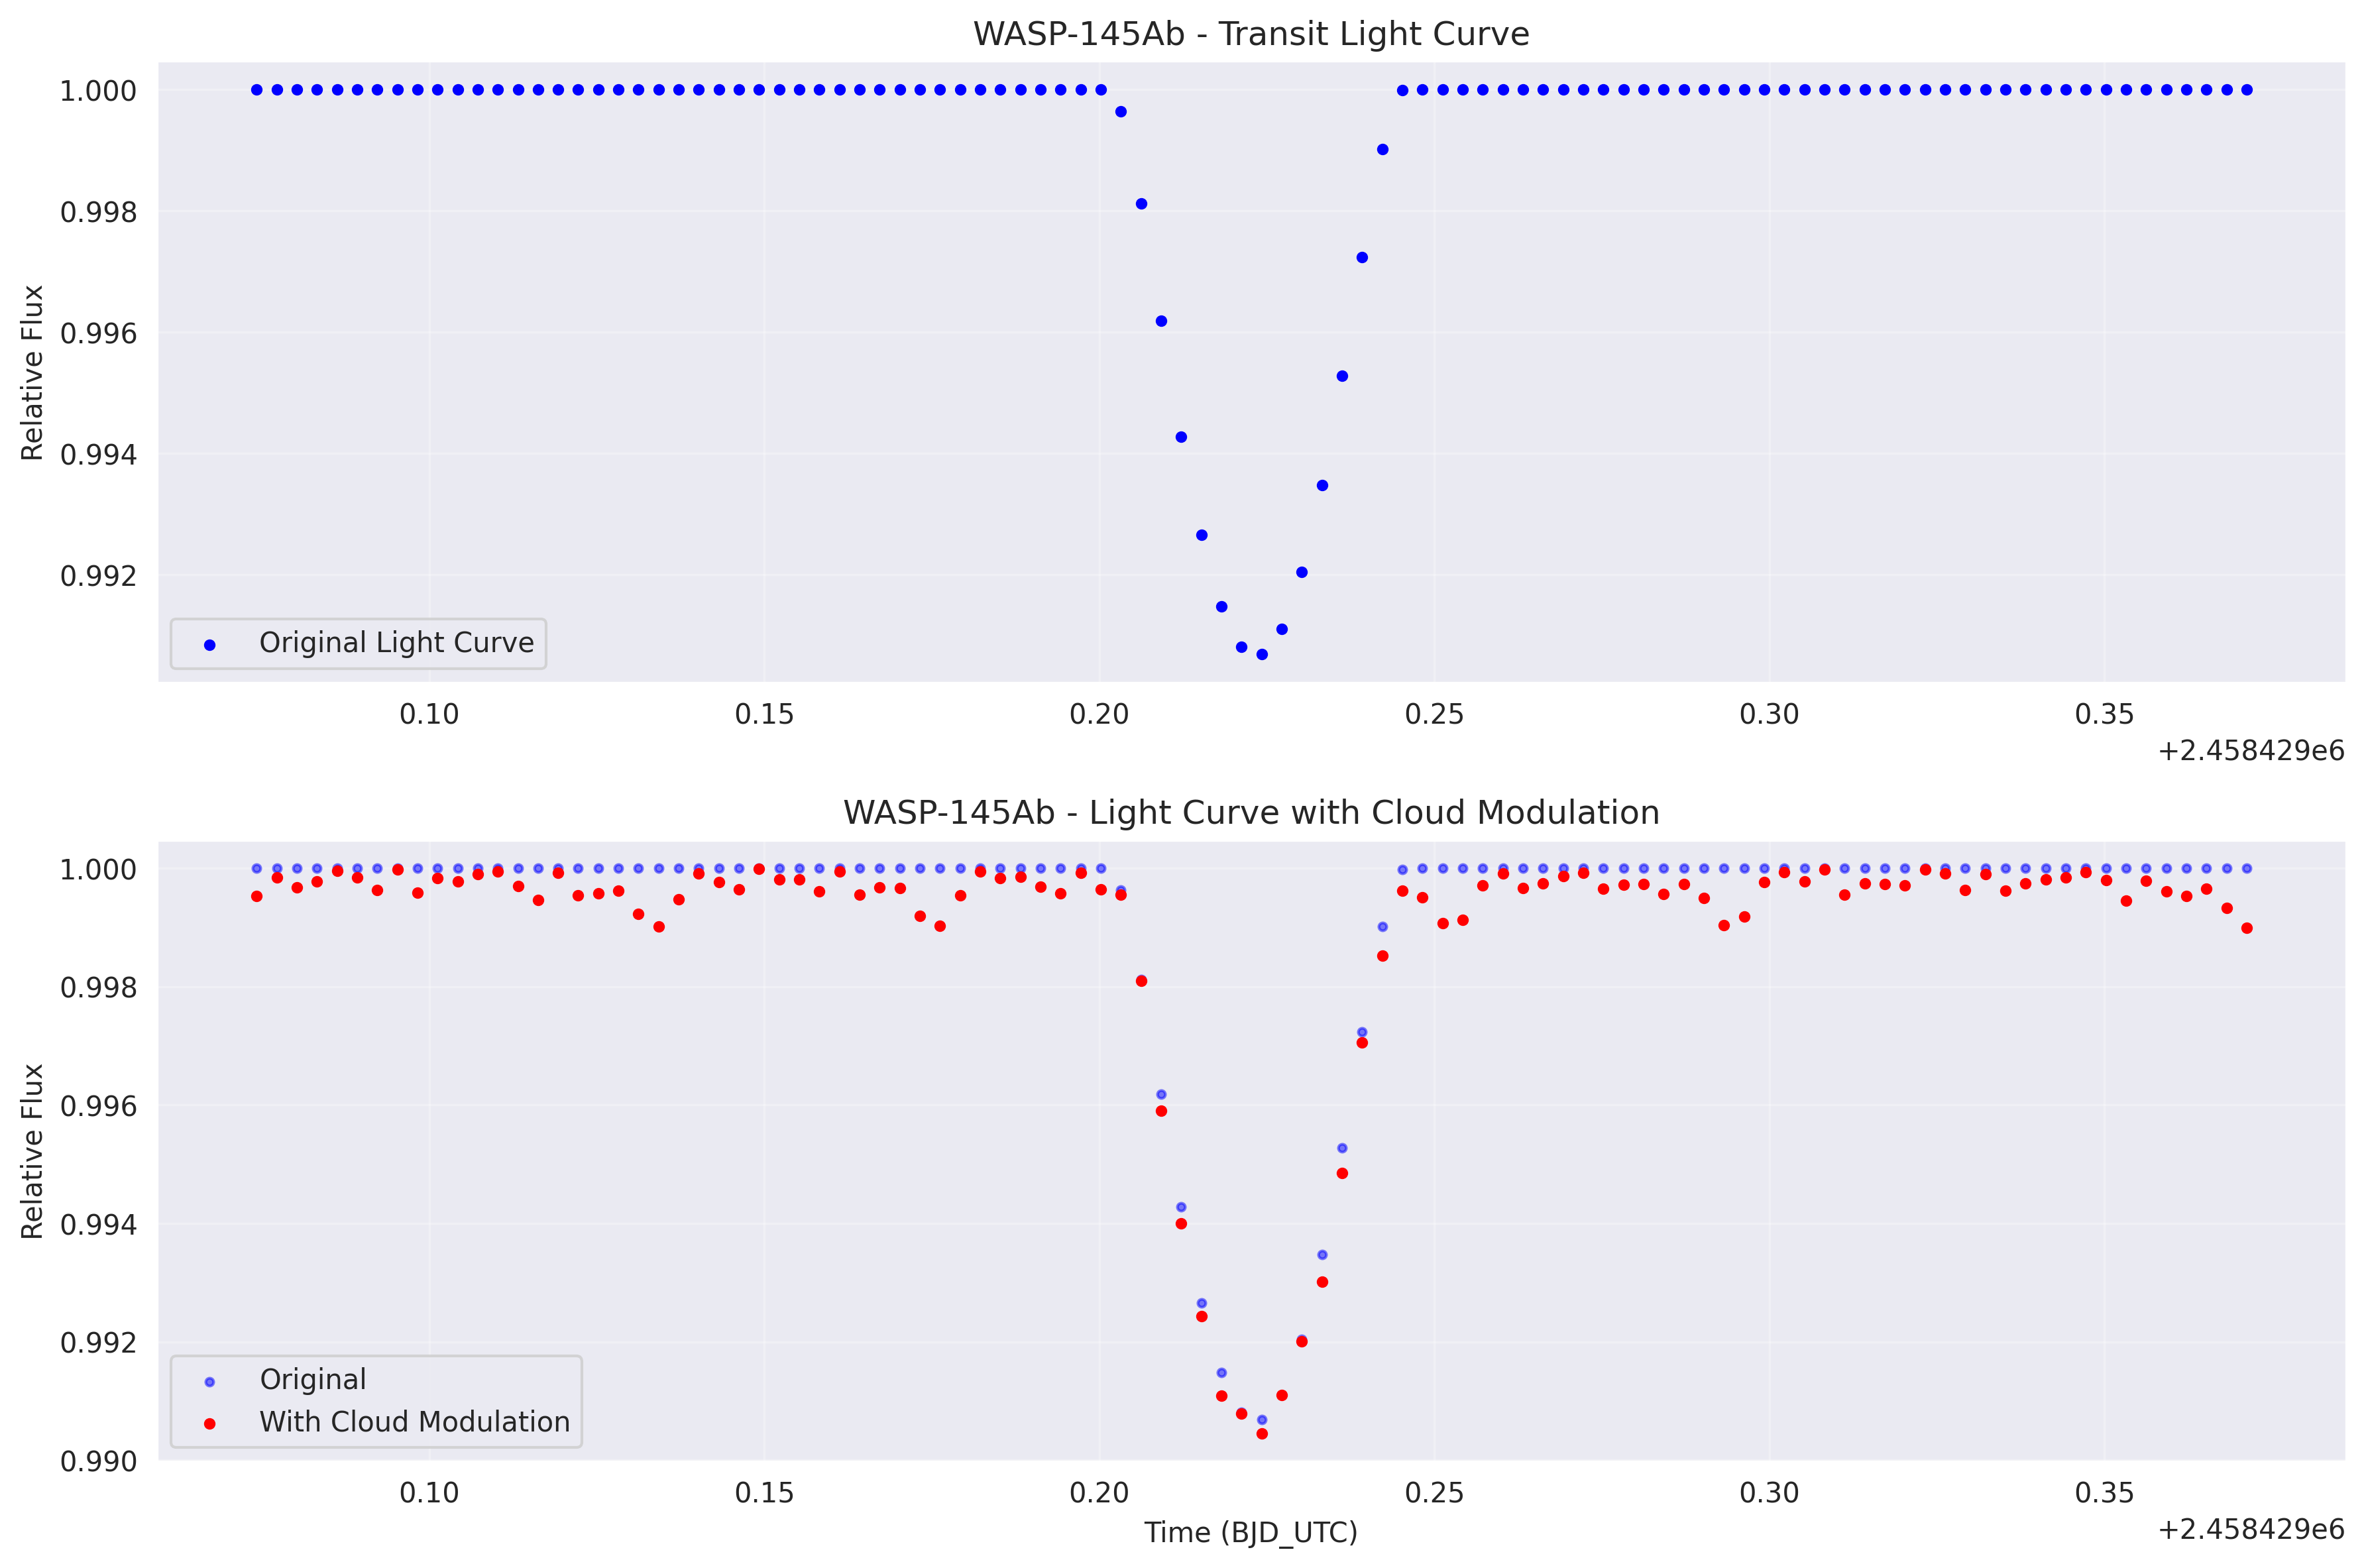 WASP-145Ab - Transit Light Curve
1.000
0.998
0.996
0.994
0.992
Relative Flux
Original Light Curve
0.10 0.15 0.20 0.25 0.30 0.35
+2.458429e6
WASP-145Ab - Light Curve with Cloud Modulation
1.000
0.998
0.996
0.994
0.992
0.990
Relative Flux
Original
With Cloud Modulation
0.10 0.15 0.20 0.25 0.30 0.35
Time (BJD_UTC)
+2.458429e6